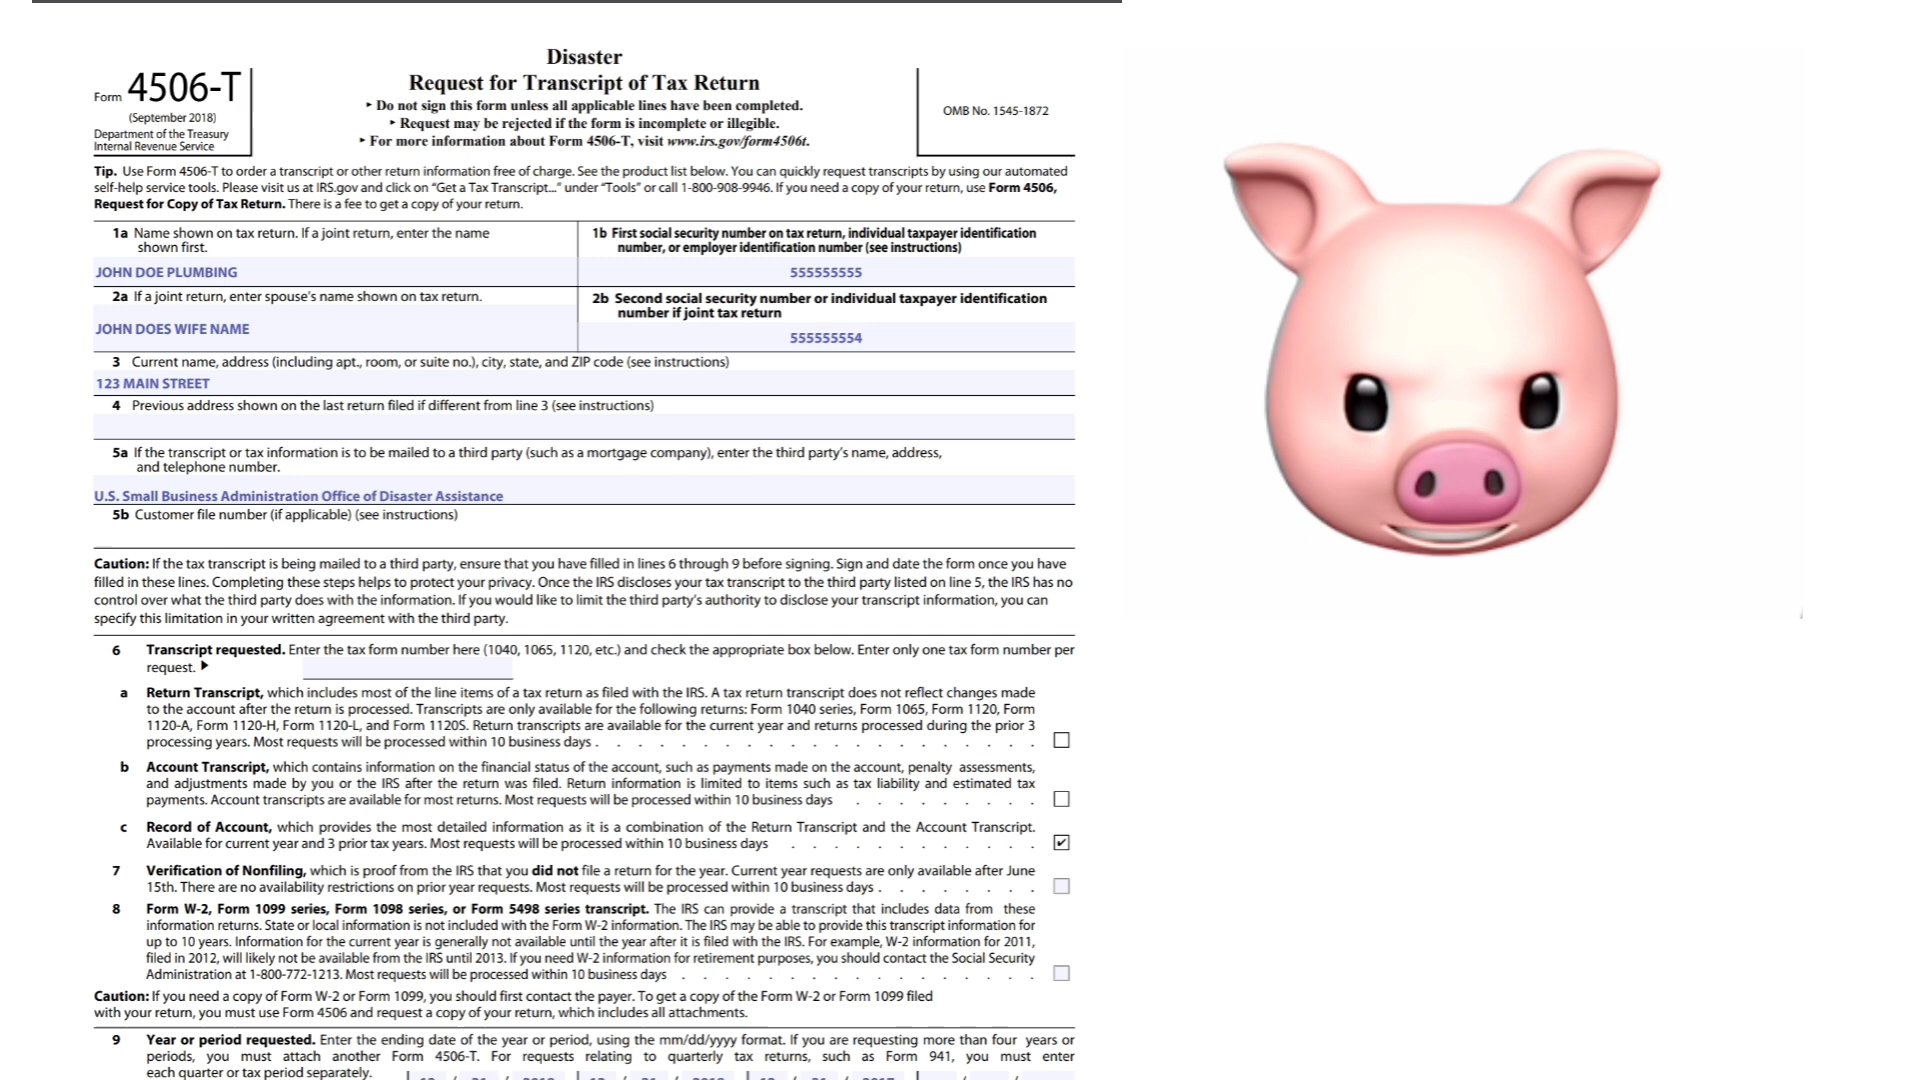 Disaster
Form 4506-T
Request for Transcript of Tax Return
▸ Do not sign this form unless all applicable lines have been completed.
(September 2018)
▸ Request may be rejected if the form is incomplete or illegible.
OMB No. 1545-1872
Department of the Treasury
Internal Revenue Service
▸ For more information about Form 4506-T, visit www.irs.gov/form4506t.
Tip. Use Form 4506-T to order a transcript or other return information free of charge. See the product list below. You can quickly request transcripts by using our automated
self-help service tools. Please visit us at IRS.gov and click on “Get a Tax Transcript...” under “Tools” or call 1-800-908-9946. If you need a copy of your return, use Form 4506,
Request for Copy of Tax Return. There is a fee to get a copy of your return.
1a Name shown on tax return. If a joint return, enter the name
shown first.
JOHN DOE PLUMBING
1b First social security number on tax return, individual taxpayer identification
number, or employer identification number (see instructions)
555555555
2a If a joint return, enter spouse’s name shown on tax return.
JOHN DOES WIFE NAME
2b Second social security number or individual taxpayer identification
number if joint tax return
555555554
3 Current name, address (including apt., room, or suite no.), city, state, and ZIP code (see instructions)
123 MAIN STREET
4 Previous address shown on the last return filed if different from line 3 (see instructions)
5a If the transcript or tax information is to be mailed to a third party (such as a mortgage company), enter the third party’s name, address,
and telephone number.
U.S. Small Business Administration Office of Disaster Assistance
5b Customer file number (if applicable) (see instructions)
Caution: If the tax transcript is being mailed to a third party, ensure that you have filled in lines 6 through 9 before signing. Sign and date the form once you have
filled in these lines. Completing these steps helps to protect your privacy. Once the IRS discloses your tax transcript to the third party listed on line 5, the IRS has no
control over what the third party does with the information. If you would like to limit the third party’s authority to disclose your transcript information, you can
specify this limitation in your written agreement with the third party.
6 Transcript requested. Enter the tax form number here (1040, 1065, 1120, etc.) and check the appropriate box below. Enter only one tax form number per
request. ▸
a Return Transcript, which includes most of the line items of a tax return as filed with the IRS. A tax return transcript does not reflect changes made
to the account after the return is processed. Transcripts are only available for the following returns: Form 1040 series, Form 1065, Form 1120, Form
1120-A, Form 1120-H, Form 1120-L, and Form 1120S. Return transcripts are available for the current year and returns processed during the prior 3
processing years. Most requests will be processed within 10 business days .
b Account Transcript, which contains information on the financial status of the account, such as payments made on the account, penalty assessments,
and adjustments made by you or the IRS after the return was filed. Return information is limited to items such as tax liability and estimated tax
payments. Account transcripts are available for most returns. Most requests will be processed within 10 business days
c Record of Account, which provides the most detailed information as it is a combination of the Return Transcript and the Account Transcript.
Available for current year and 3 prior tax years. Most requests will be processed within 10 business days
7 Verification of Nonfiling, which is proof from the IRS that you did not file a return for the year. Current year requests are only available after June
15th. There are no availability restrictions on prior year requests. Most requests will be processed within 10 business days .
8 Form W-2, Form 1099 series, Form 1098 series, or Form 5498 series transcript. The IRS can provide a transcript that includes data from these
information returns. State or local information is not included with the Form W-2 information. The IRS may be able to provide this transcript information for
up to 10 years. Information for the current year is generally not available until the year after it is filed with the IRS. For example, W-2 information for 2011,
filed in 2012, will likely not be available from the IRS until 2013. If you need W-2 information for retirement purposes, you should contact the Social Security
Administration at 1-800-772-1213. Most requests will be processed within 10 business days
Caution: If you need a copy of Form W-2 or Form 1099, you should first contact the payer. To get a copy of the Form W-2 or Form 1099 filed
with your return, you must use Form 4506 and request a copy of your return, which includes all attachments.
9 Year or period requested. Enter the ending date of the year or period, using the mm/dd/yyyy format. If you are requesting more than four years or
periods, you must attach another Form 4506-T. For requests relating to quarterly tax returns, such as Form 941, you must enter
each quarter or tax period separately.